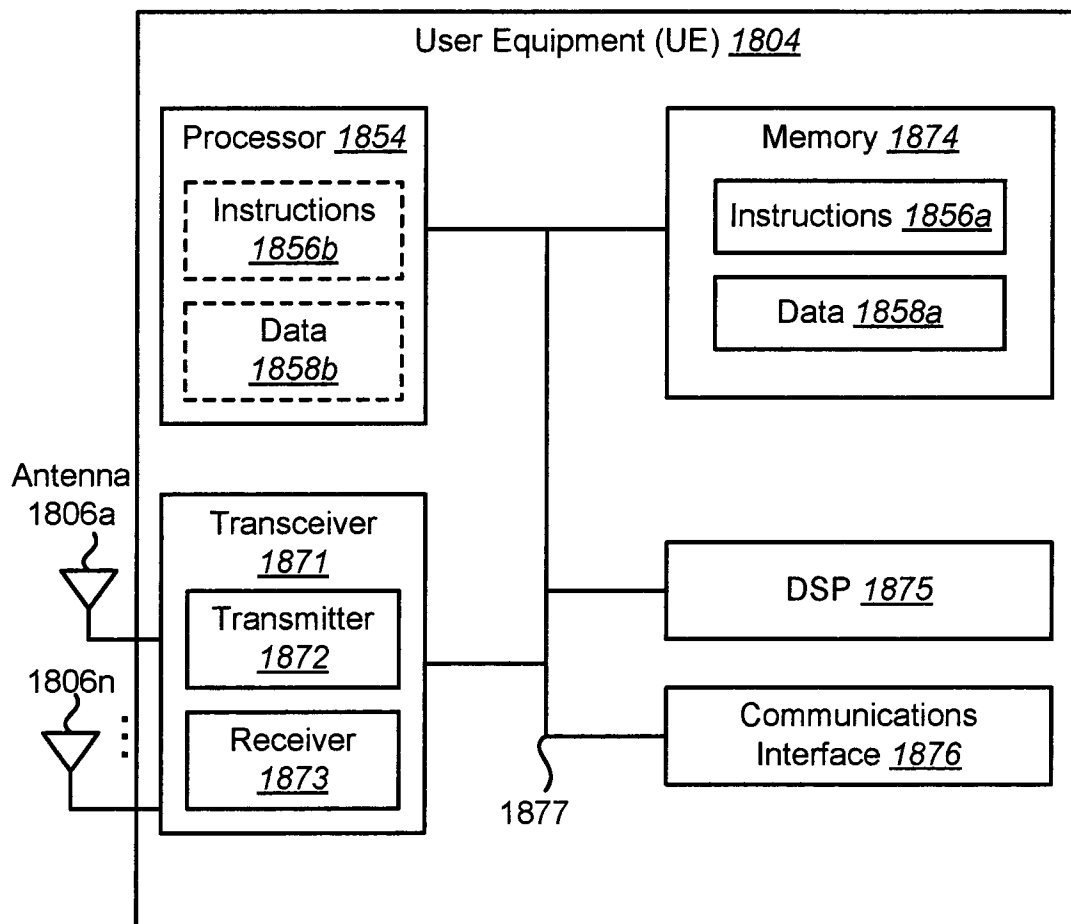 User Equipment (UE) 1804
Processor 1854
Instructions
1856b
Data
1858b
Memory 1874
Instructions 1856a
Data 1858a
Antenna
1806a
1806n
Transceiver
1871
Transmitter
1872
Receiver
1873
DSP 1875
Communications
Interface 1876
1877